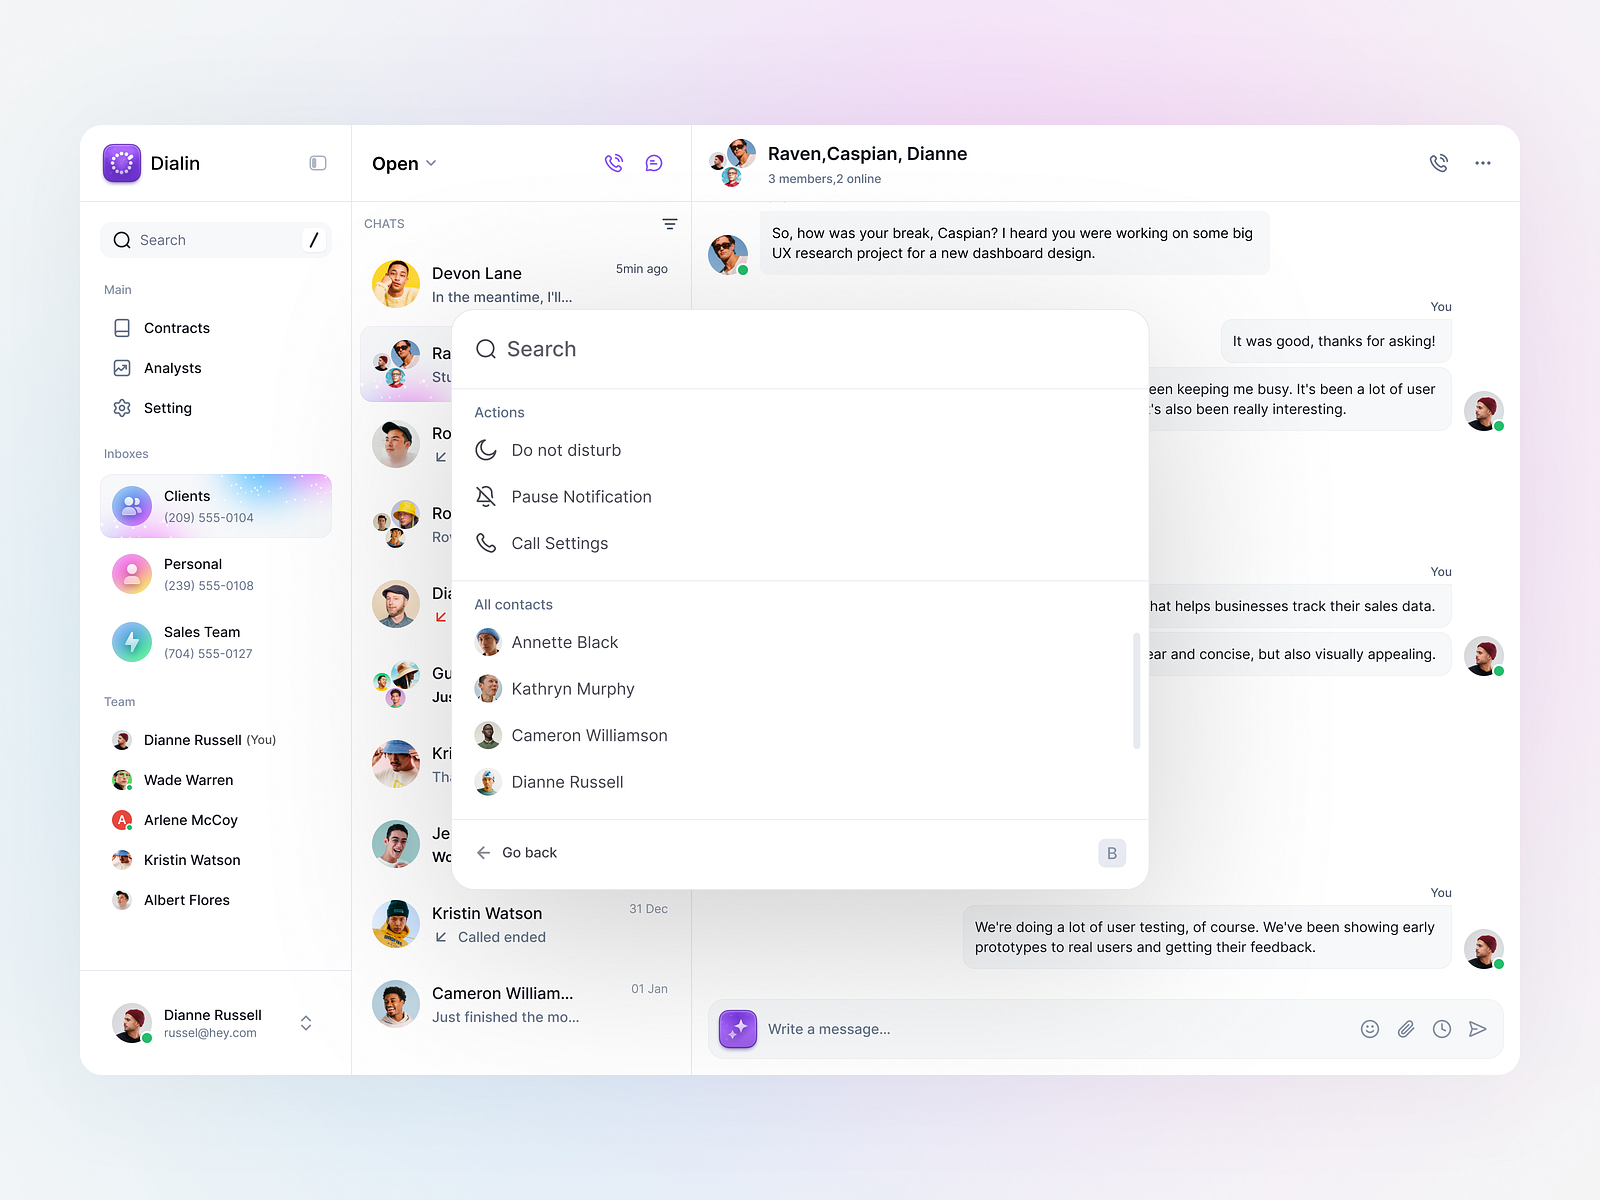 Dialin
Search
/
Main
Contracts
Analysts
Setting
Inboxes
Clients
(209) 555-0104
Personal
(239) 555-0108
Sales Team
(704) 555-0127
Team
Dianne Russell (You)
Wade Warren
A
Arlene McCoy
Kristin Watson
Albert Flores
Dianne Russell
russel@hey.com
Open
CHATS
Devon Lane
5min ago
In the meantime, I'll...
Ra
Stu
Ro
Ro
Rov
Dia
Gu
Jus
Kri
Tha
Je
Wo
Kristin Watson
31 Dec
Called ended
Cameron William...
01 Jan
Just finished the mo...
Raven,Caspian, Dianne
3 members,2 online
So, how was your break, Caspian? I heard you were working on some big
UX research project for a new dashboard design.
You
It was good, thanks for asking!
een keeping me busy. It's been a lot of user
's also been really interesting.
You
hat helps businesses track their sales data.
ear and concise, but also visually appealing.
You
We're doing a lot of user testing, of course. We've been showing early
prototypes to real users and getting their feedback.
Write a message...
Search
Actions
Do not disturb
Pause Notification
Call Settings
All contacts
Annette Black
Kathryn Murphy
Cameron Williamson
Dianne Russell
Go back
B